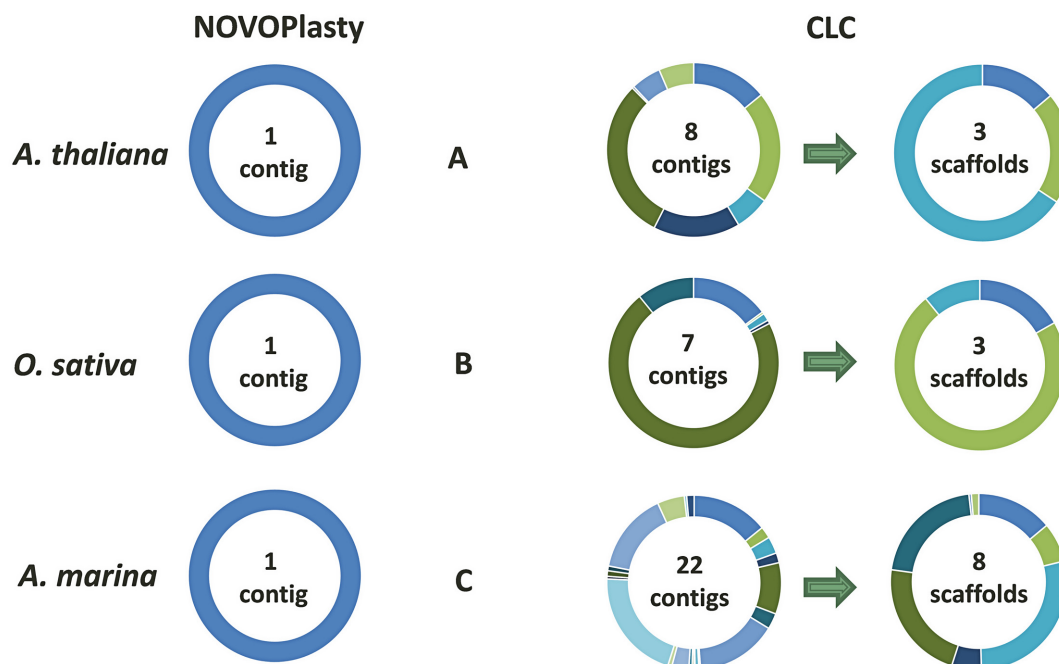 NOVOPlasty
CLC
A. thaliana
1
contig
A
8
contigs
3
scaffolds
O. sativa
1
contig
B
7
contigs
3
scaffolds
A. marina
1
contig
C
22
contigs
8
scaffolds